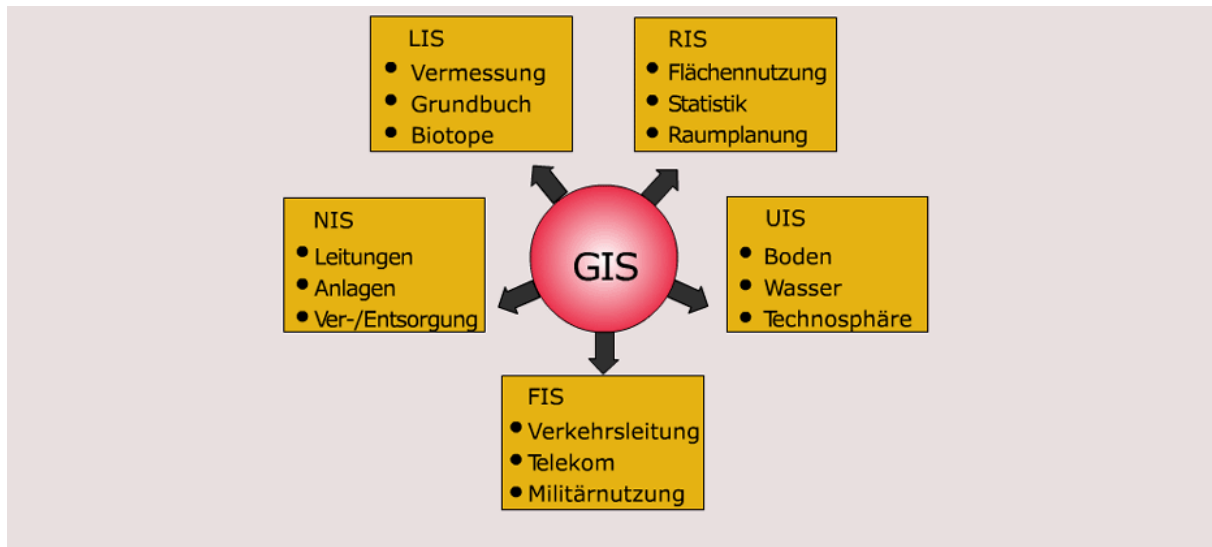 LIS
• Vermessung
• Grundbuch
• Biotope
RIS
• Flächennutzung
• Statistik
• Raumplanung
NIS
• Leitungen
• Anlagen
• Ver-/Entsorgung
GIS
UIS
• Boden
• Wasser
• Technosphäre
FIS
• Verkehrsleitung
• Telekom
• Militärnutzung